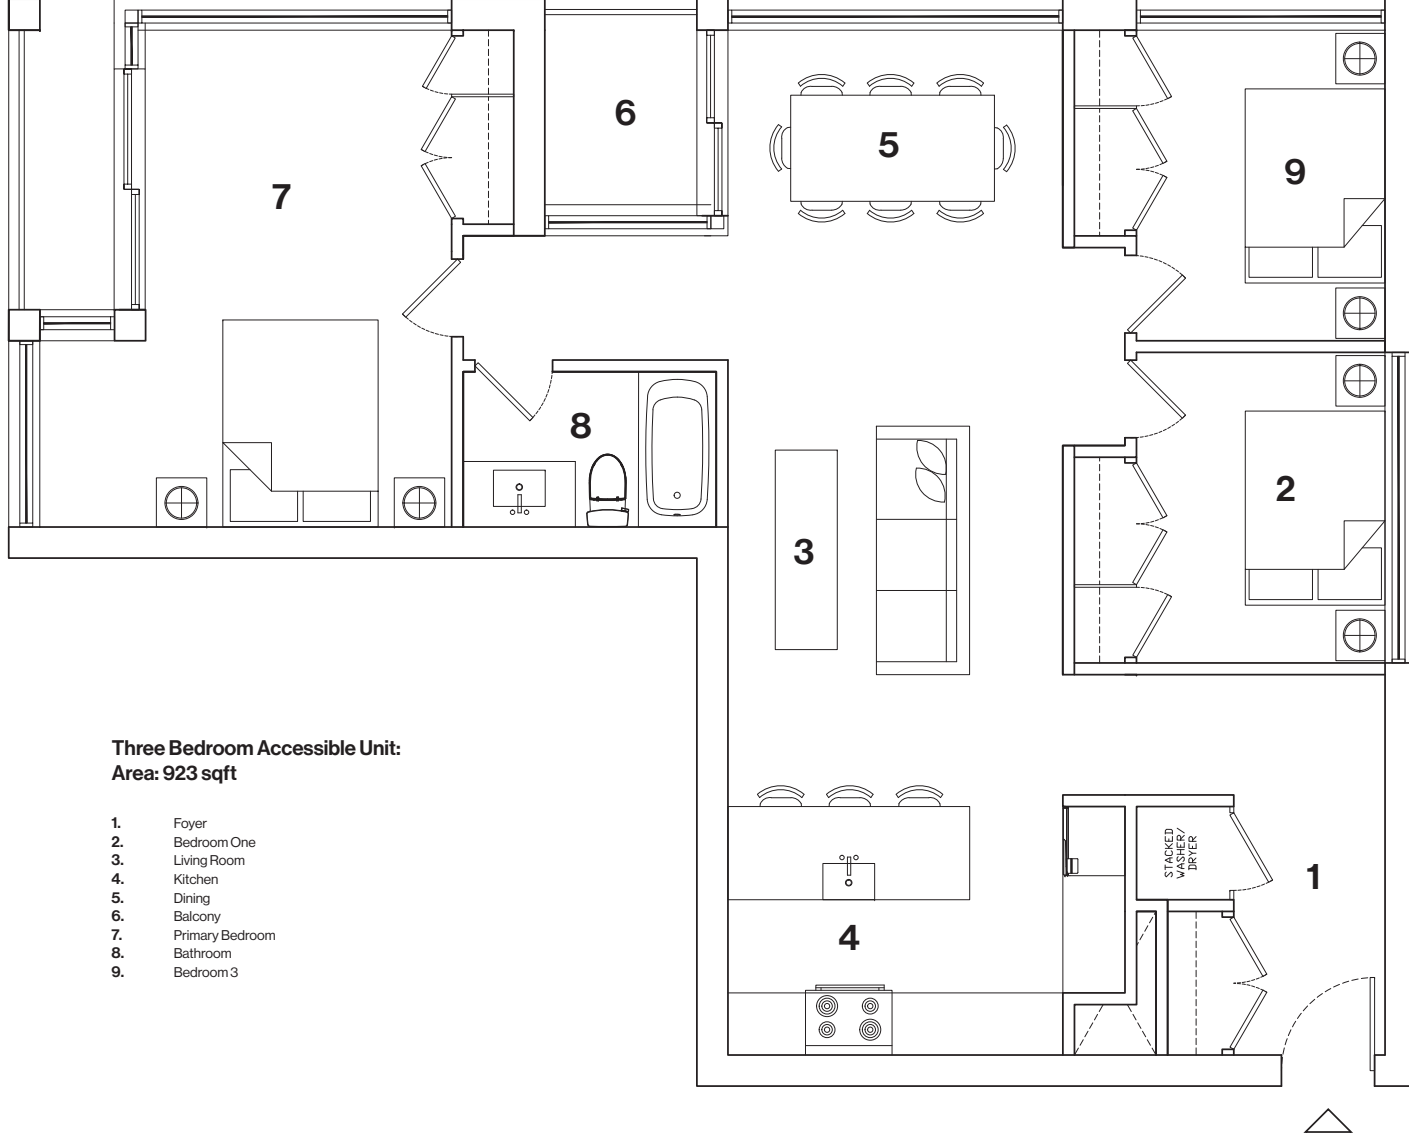 6
5
9
7
8
2
3
Three Bedroom Accessible Unit:
Area: 923 sqft
1. Foyer
2. Bedroom One
3. Living Room
4. Kitchen
5. Dining
6. Balcony
7. Primary Bedroom
8. Bathroom
9. Bedroom 3
STACKED
WASHER/
DRYER
1
4